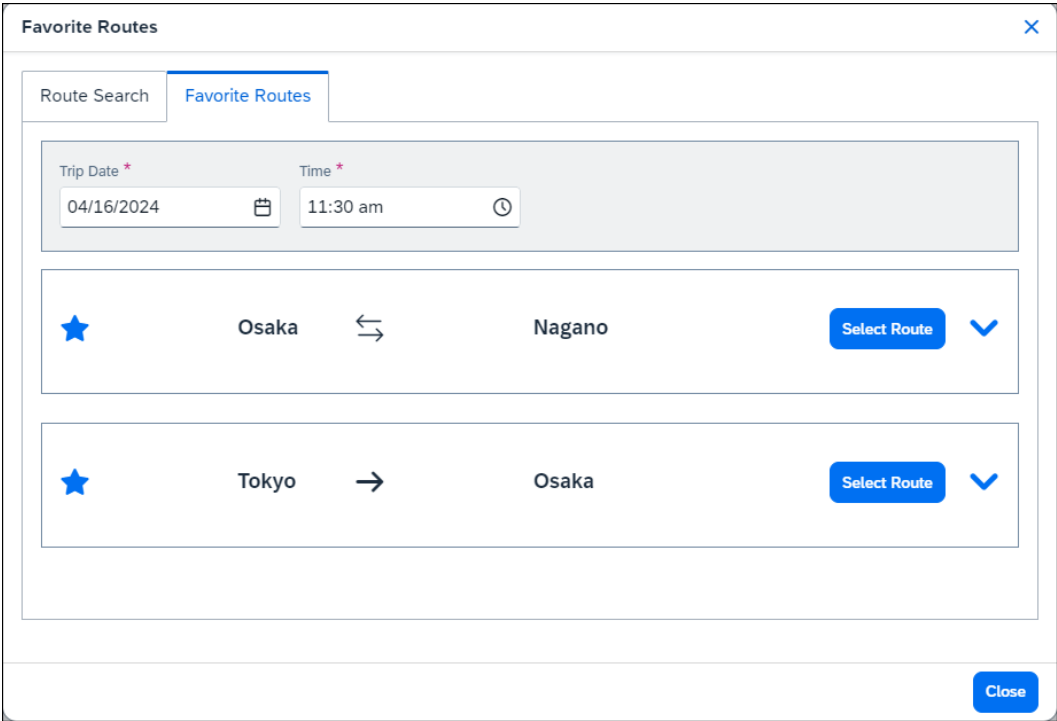 Favorite Routes
Route Search
Favorite Routes
Trip Date *
Time *
04/16/2024
11:30 am
Osaka
Nagano
Select Route
Tokyo
Osaka
Select Route
Close